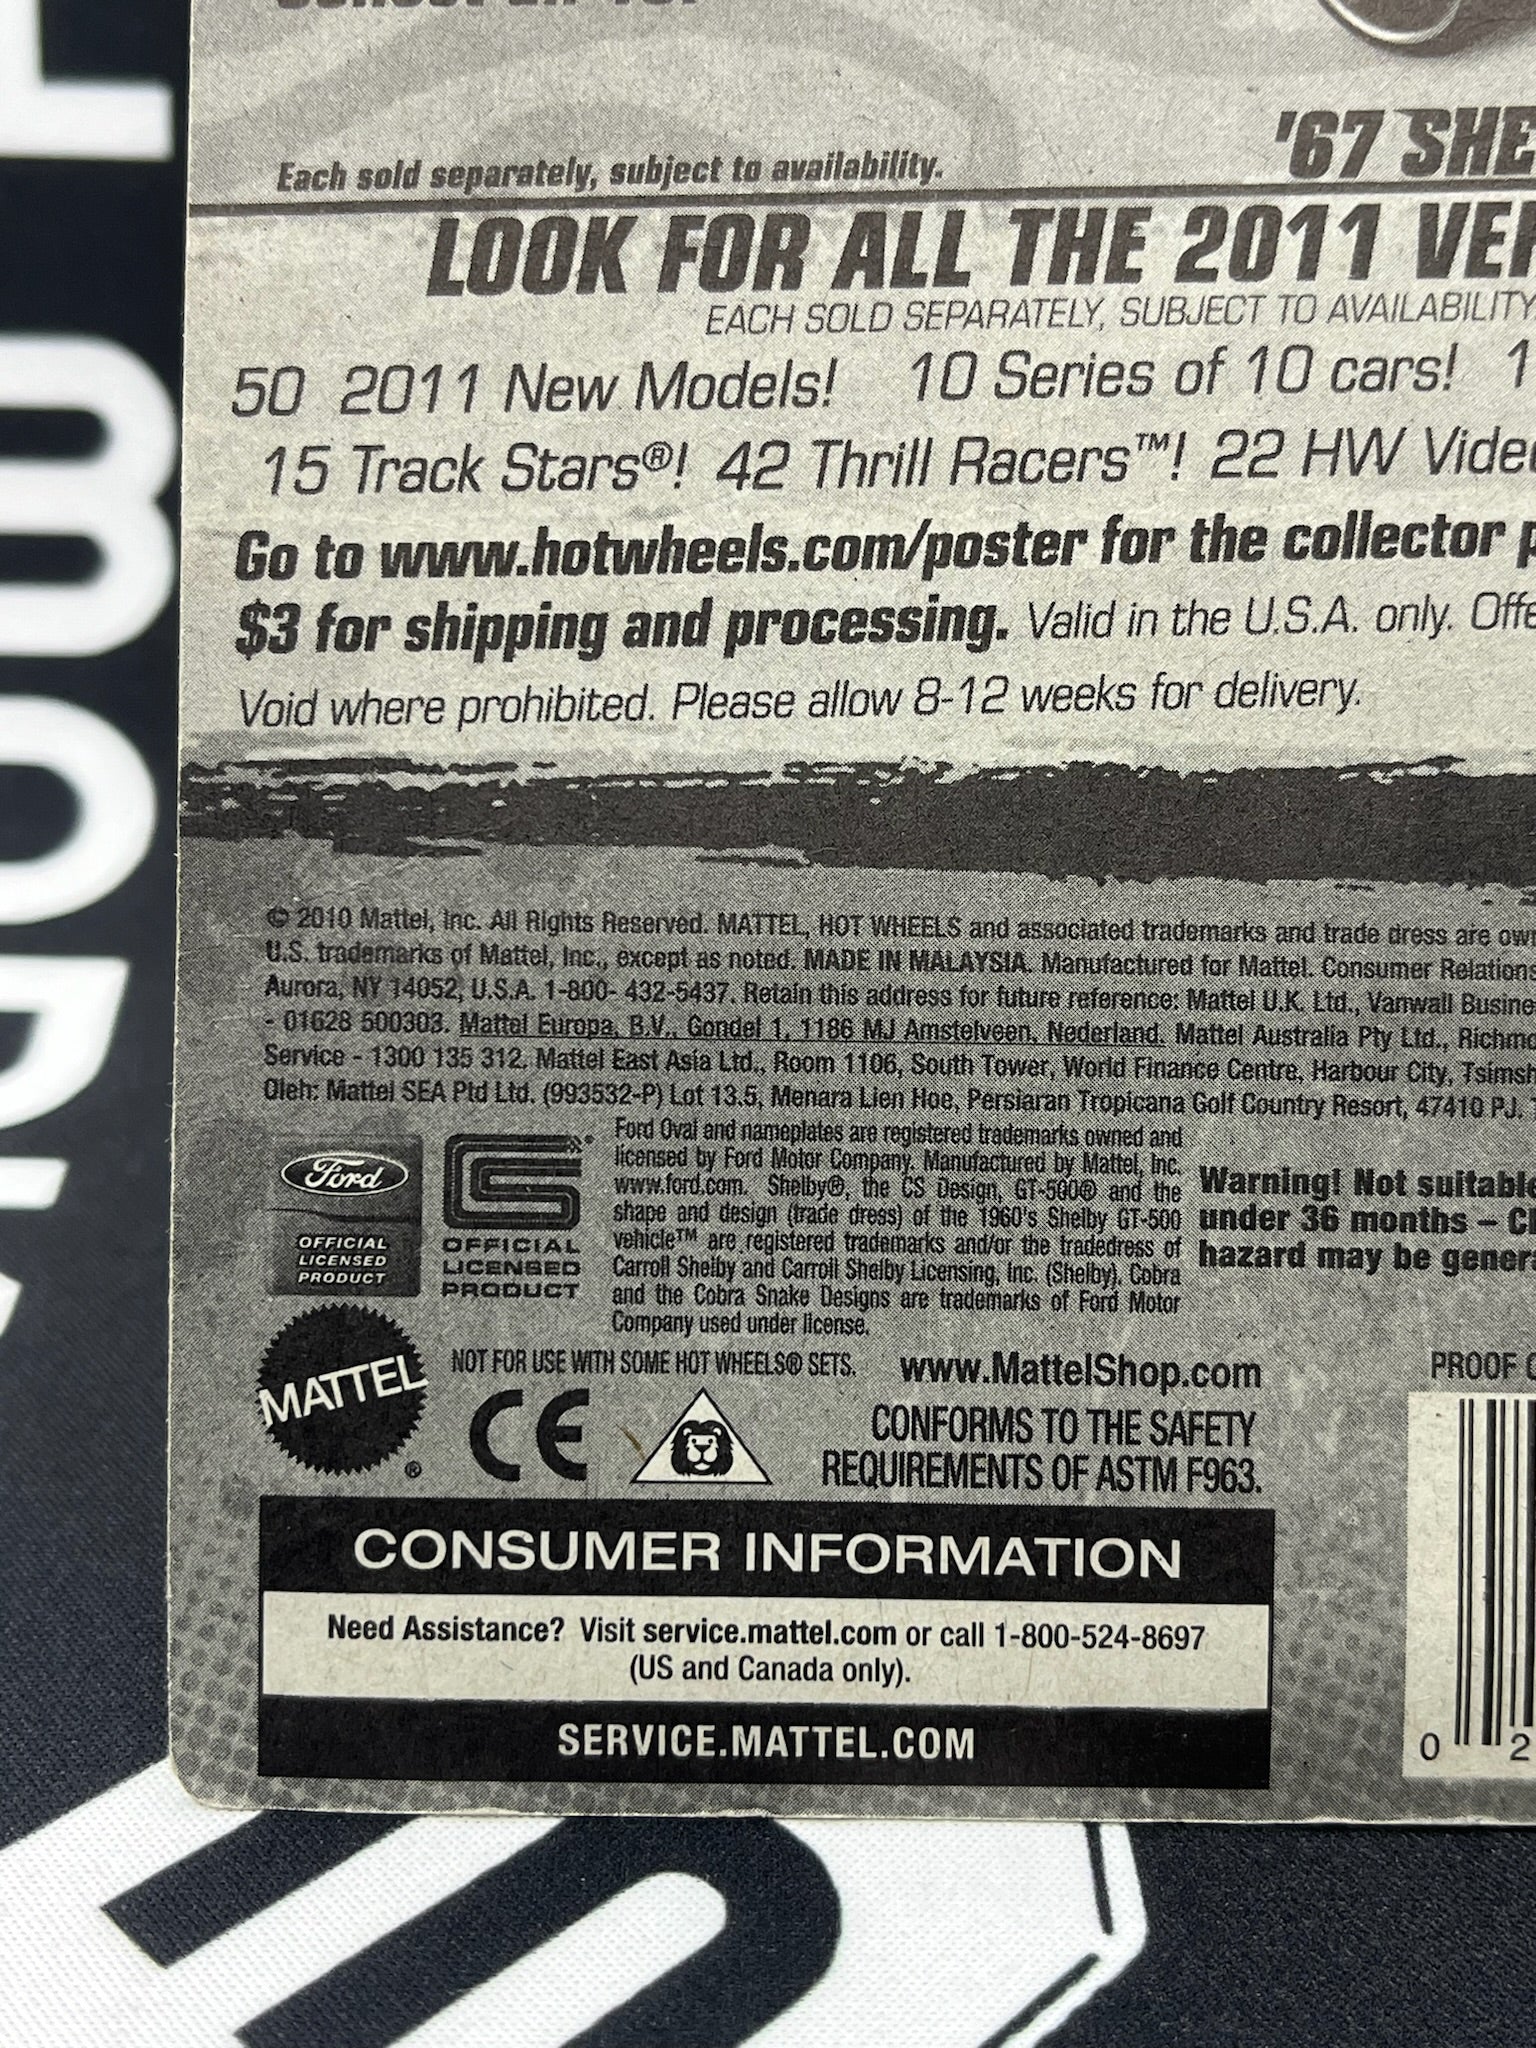 '67 SHE
Each sold separately, subject to availability.
LOOK FOR ALL THE 2011 VE
EACH SOLD SEPARATELY, SUBJECT TO AVAILABILITY
50 2011 New Models! 10 Series of 10 cars! 1
15 Track Stars®! 42 Thrill Racers™! 22 HW Vide
Go to www.hotwheels.com/poster for the collector p
$3 for shipping and processing. Valid in the U.S.A. only. Offe
Void where prohibited. Please allow 8-12 weeks for delivery.
© 2010 Mattel, Inc. All Rights Reserved. MATTEL, HOT WHEELS and associated trademarks and trade dress are own
U.S. trademarks of Mattel, Inc., except as noted. MADE IN MALAYSIA. Manufactured for Mattel. Consumer Relations
Aurora, NY 14052, U.S.A. 1-800- 432-5437. Retain this address for future reference: Mattel U.K. Ltd., Vanwall Busine
- 01628 500303. Mattel Europa, B.V., Gondel 1, 1186 MJ Amstelveen, Nederland. Mattel Australia Pty Ltd., Richmo
Service - 1300 135 312. Mattel East Asia Ltd., Room 1106, South Tower, World Finance Centre, Harbour City, Tsimsh
Oleh: Mattel SEA Ptd Ltd. (993532-P) Lot 13.5, Menara Lien Hoe, Persiaran Tropicana Golf Country Resort, 47410 PJ.
Ford
OFFICIAL
LICENSED
PRODUCT
OFFICIAL
LICENSED
PRODUCT
Ford Oval and nameplates are registered trademarks owned and
licensed by Ford Motor Company. Manufactured by Mattel, Inc.
www.ford.com. Shelby®, the CS Design, GT-500® and the
shape and design (trade dress) of the 1960's Shelby GT-500
vehicle™ are registered trademarks and/or the tradedress of
Carroll Shelby and Carroll Shelby Licensing, Inc. (Shelby). Cobra
and the Cobra Snake Designs are trademarks of Ford Motor
Company used under license.
Warning! Not suitable
under 36 months – C
hazard may be genera
MATTEL®
NOT FOR USE WITH SOME HOT WHEELS® SETS.
CE
www.MattelShop.com
CONFORMS TO THE SAFETY
REQUIREMENTS OF ASTM F963.
PROOF O
0 2
CONSUMER INFORMATION
Need Assistance? Visit service.mattel.com or call 1-800-524-8697
(US and Canada only).
SERVICE.MATTEL.COM